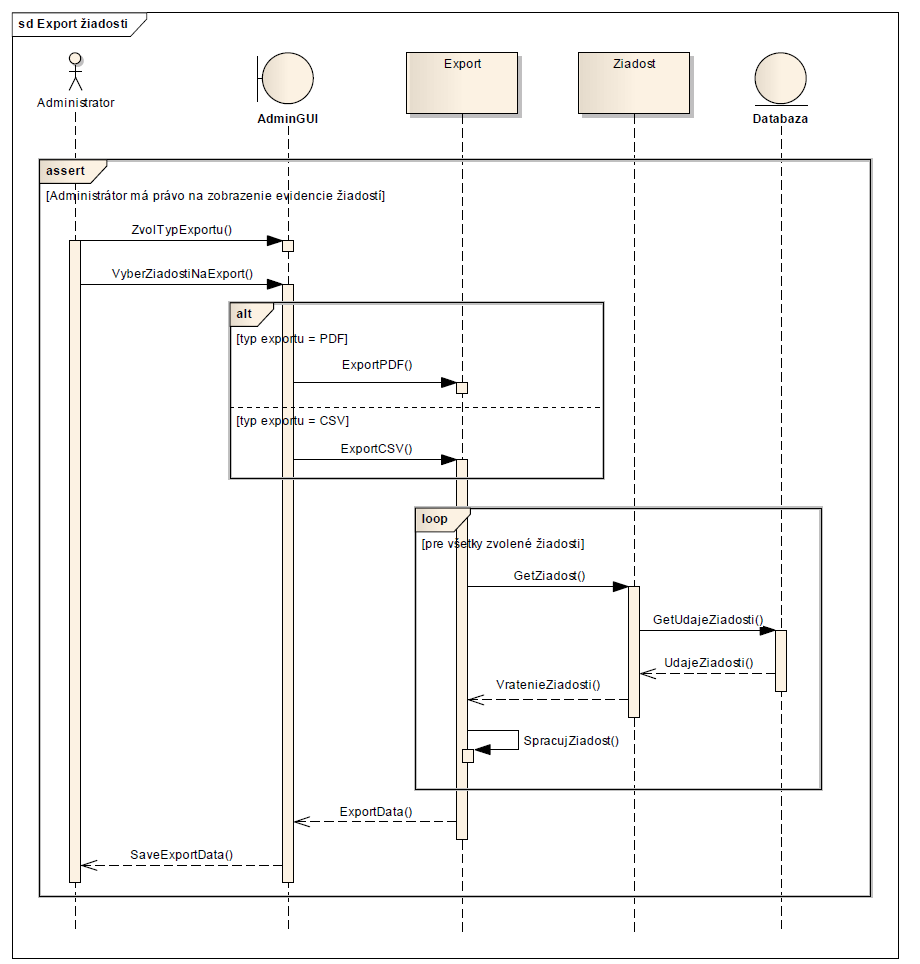 sd Export žiadosti
Administrator
AdminGUI
Export
Ziadost
Databaza
assert
[Administrátor má právo na zobrazenie evidencie žiadostí]
ZvolTypExportu()
VyberZiadostiNaExport()
alt
[typ exportu = PDF]
ExportPDF()
[typ exportu = CSV]
ExportCSV()
loop
[pre všetky zvolené žiadosti]
GetZiadost()
GetUdajeZiadosti()
UdajeZiadosti()
VratenieZiadosti()
SpracujZiadost()
ExportData()
SaveExportData()